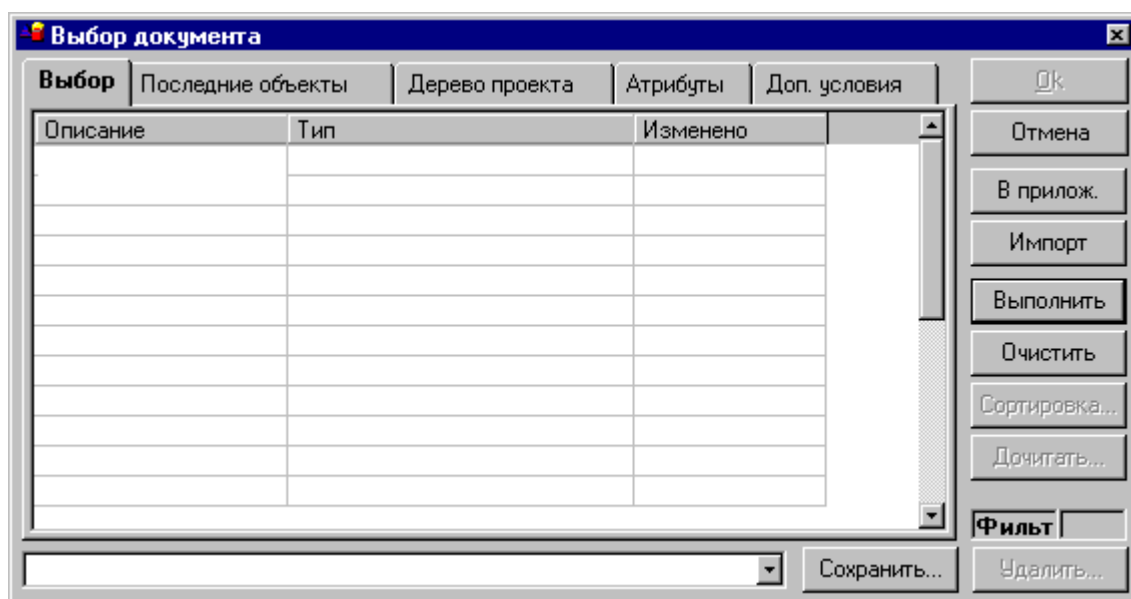 Выбор документа
Выбор Последние объекты Дерево проекта Атрибуты Доп. условия
Описание Тип Изменено
Ok
Отмена
В прилож.
Импорт
Выполнить
Очистить
Сортировка...
Дочитать...
Фильт
Сохранить...
Удалить...